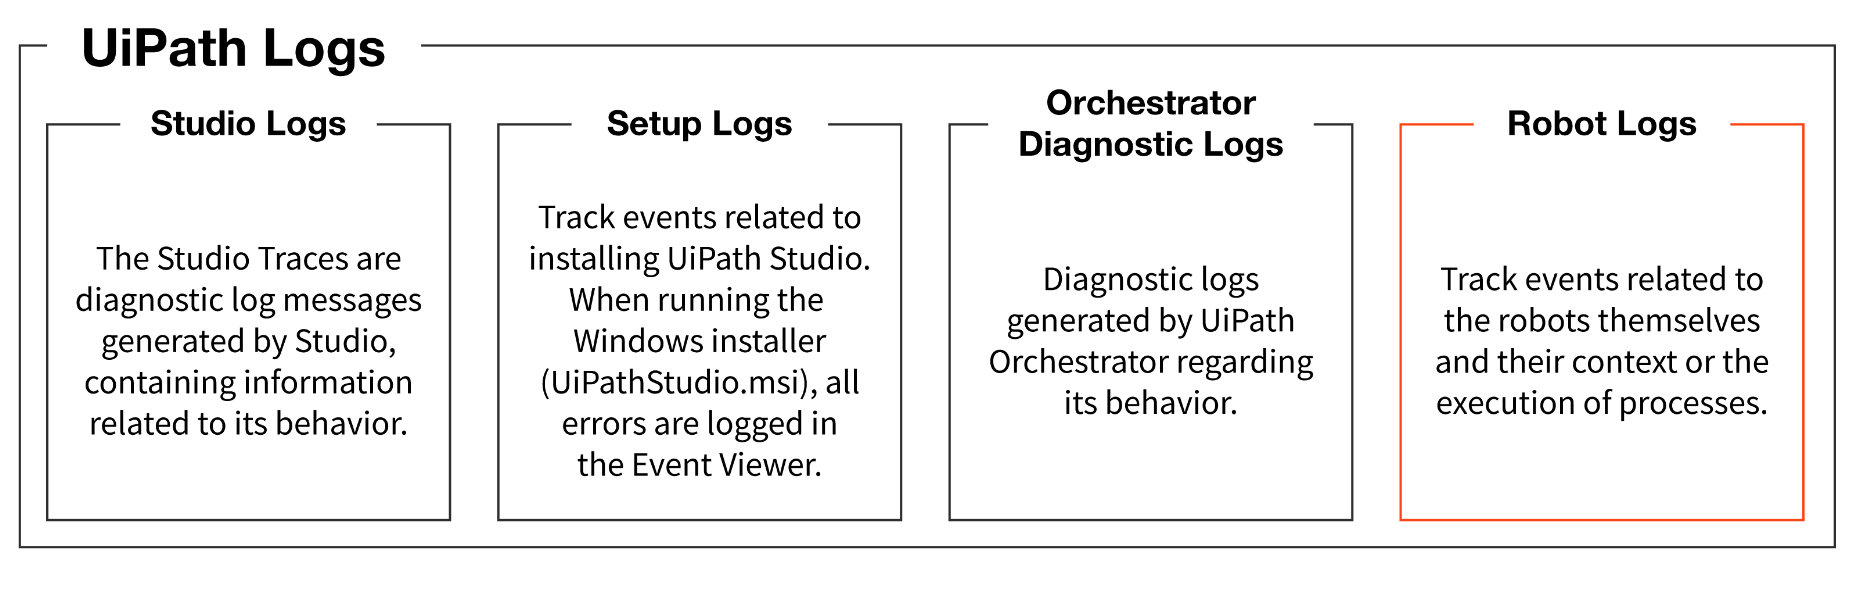 UiPath Logs
Studio Logs
The Studio Traces are
diagnostic log messages
generated by Studio,
containing information
related to its behavior.
Setup Logs
Track events related to
installing UiPath Studio.
When running the
Windows installer
(UiPathStudio.msi), all
errors are logged in
the Event Viewer.
Orchestrator
Diagnostic Logs
Diagnostic logs
generated by UiPath
Orchestrator regarding
its behavior.
Robot Logs
Track events related to
the robots themselves
and their context or the
execution of processes.